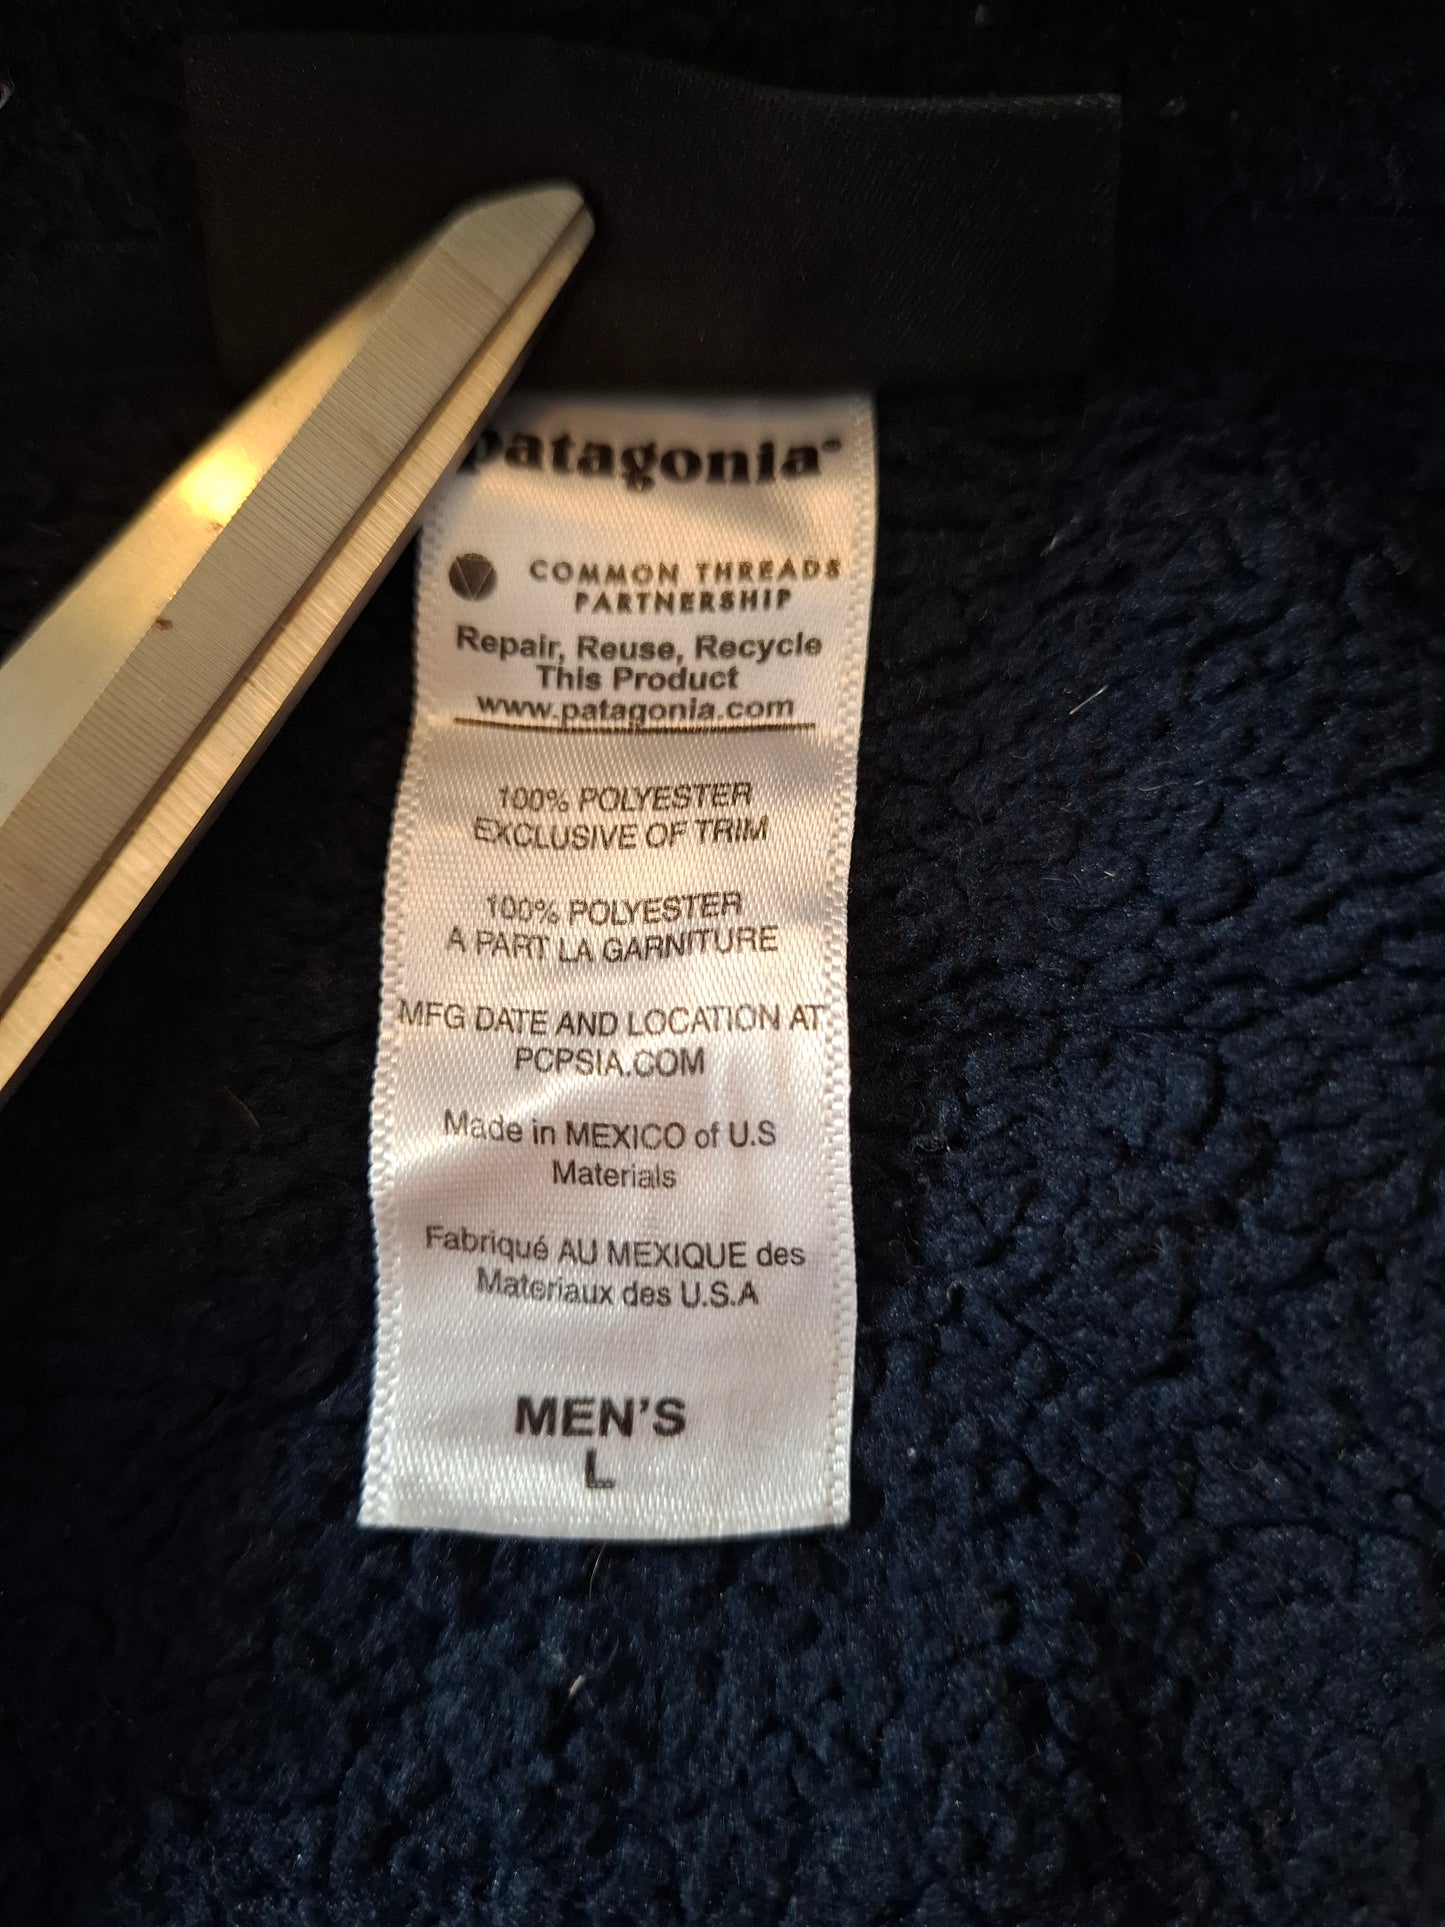 patagonia®
COMMON THREADS
PARTNERSHIP
Repair, Reuse, Recycle
This Product
www.patagonia.com
100% POLYESTER
EXCLUSIVE OF TRIM
100% POLYESTER
A PART LA GARNITURE
MFG DATE AND LOCATION AT
PCPSIA.COM
Made in MEXICO of U.S
Materials
Fabriqué AU MEXIQUE des
Materiaux des U.S.A
MEN'S
L